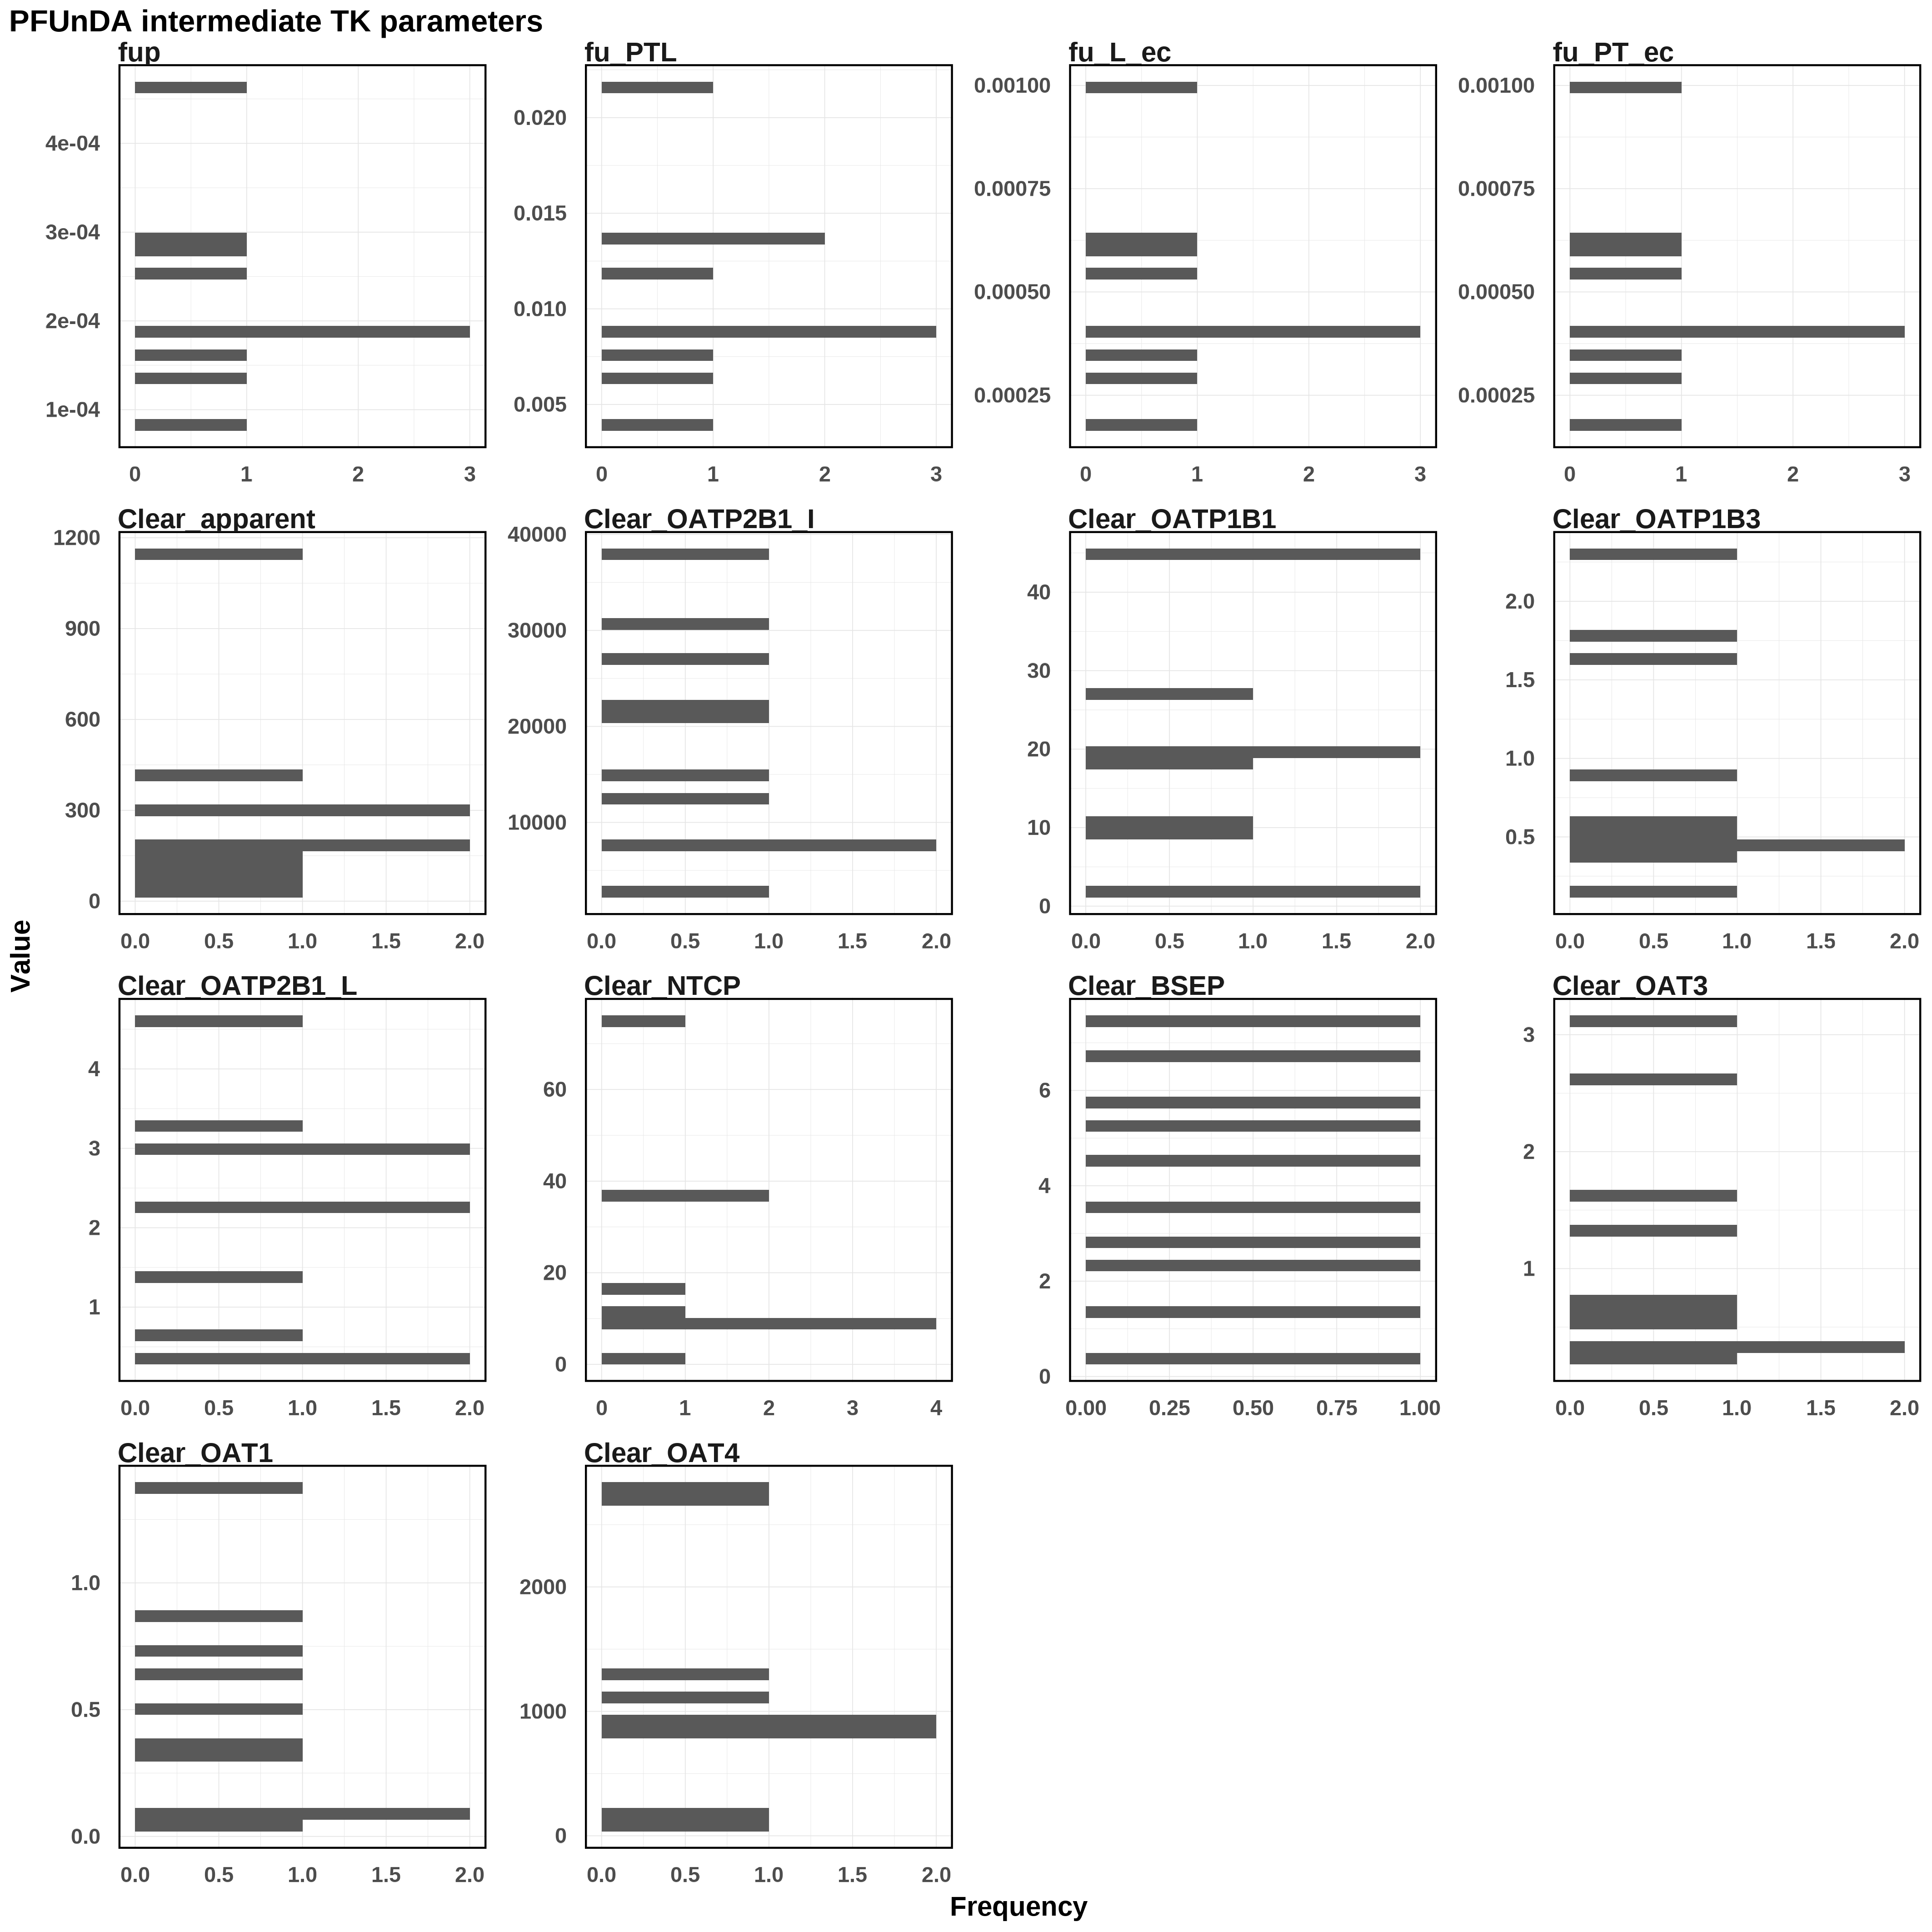 PFUnDA intermediate TK parameters
fup
fu_PTL
fu_L_ec
fu_PT_ec
4e-04
3e-04
2e-04
1e-04
0 1 2 3
0.020
0.015
0.010
0.005
0 1 2 3
0.00100
0.00075
0.00050
0.00025
0 1 2 3
0.00100
0.00075
0.00050
0.00025
0 1 2 3
Clear_apparent
Clear_OATP2B1_I
Clear_OATP1B1
Clear_OATP1B3
1200
900
600
300
0
0.0 0.5 1.0 1.5 2.0
40000
30000
20000
10000
0.0 0.5 1.0 1.5 2.0
40
30
20
10
0
0.0 0.5 1.0 1.5 2.0
2.0
1.5
1.0
0.5
0.0 0.5 1.0 1.5 2.0
Value
Clear_OATP2B1_L
Clear_NTCP
Clear_BSEP
Clear_OAT3
4
3
2
1
0.0 0.5 1.0 1.5 2.0
60
40
20
0
0 1 2 3 4
6
4
2
0
0.00 0.25 0.50 0.75 1.00
3
2
1
0.0 0.5 1.0 1.5 2.0
Clear_OAT1
Clear_OAT4
1.0
0.5
0.0
0.0 0.5 1.0 1.5 2.0
2000
1000
0
0.0 0.5 1.0 1.5 2.0
Frequency